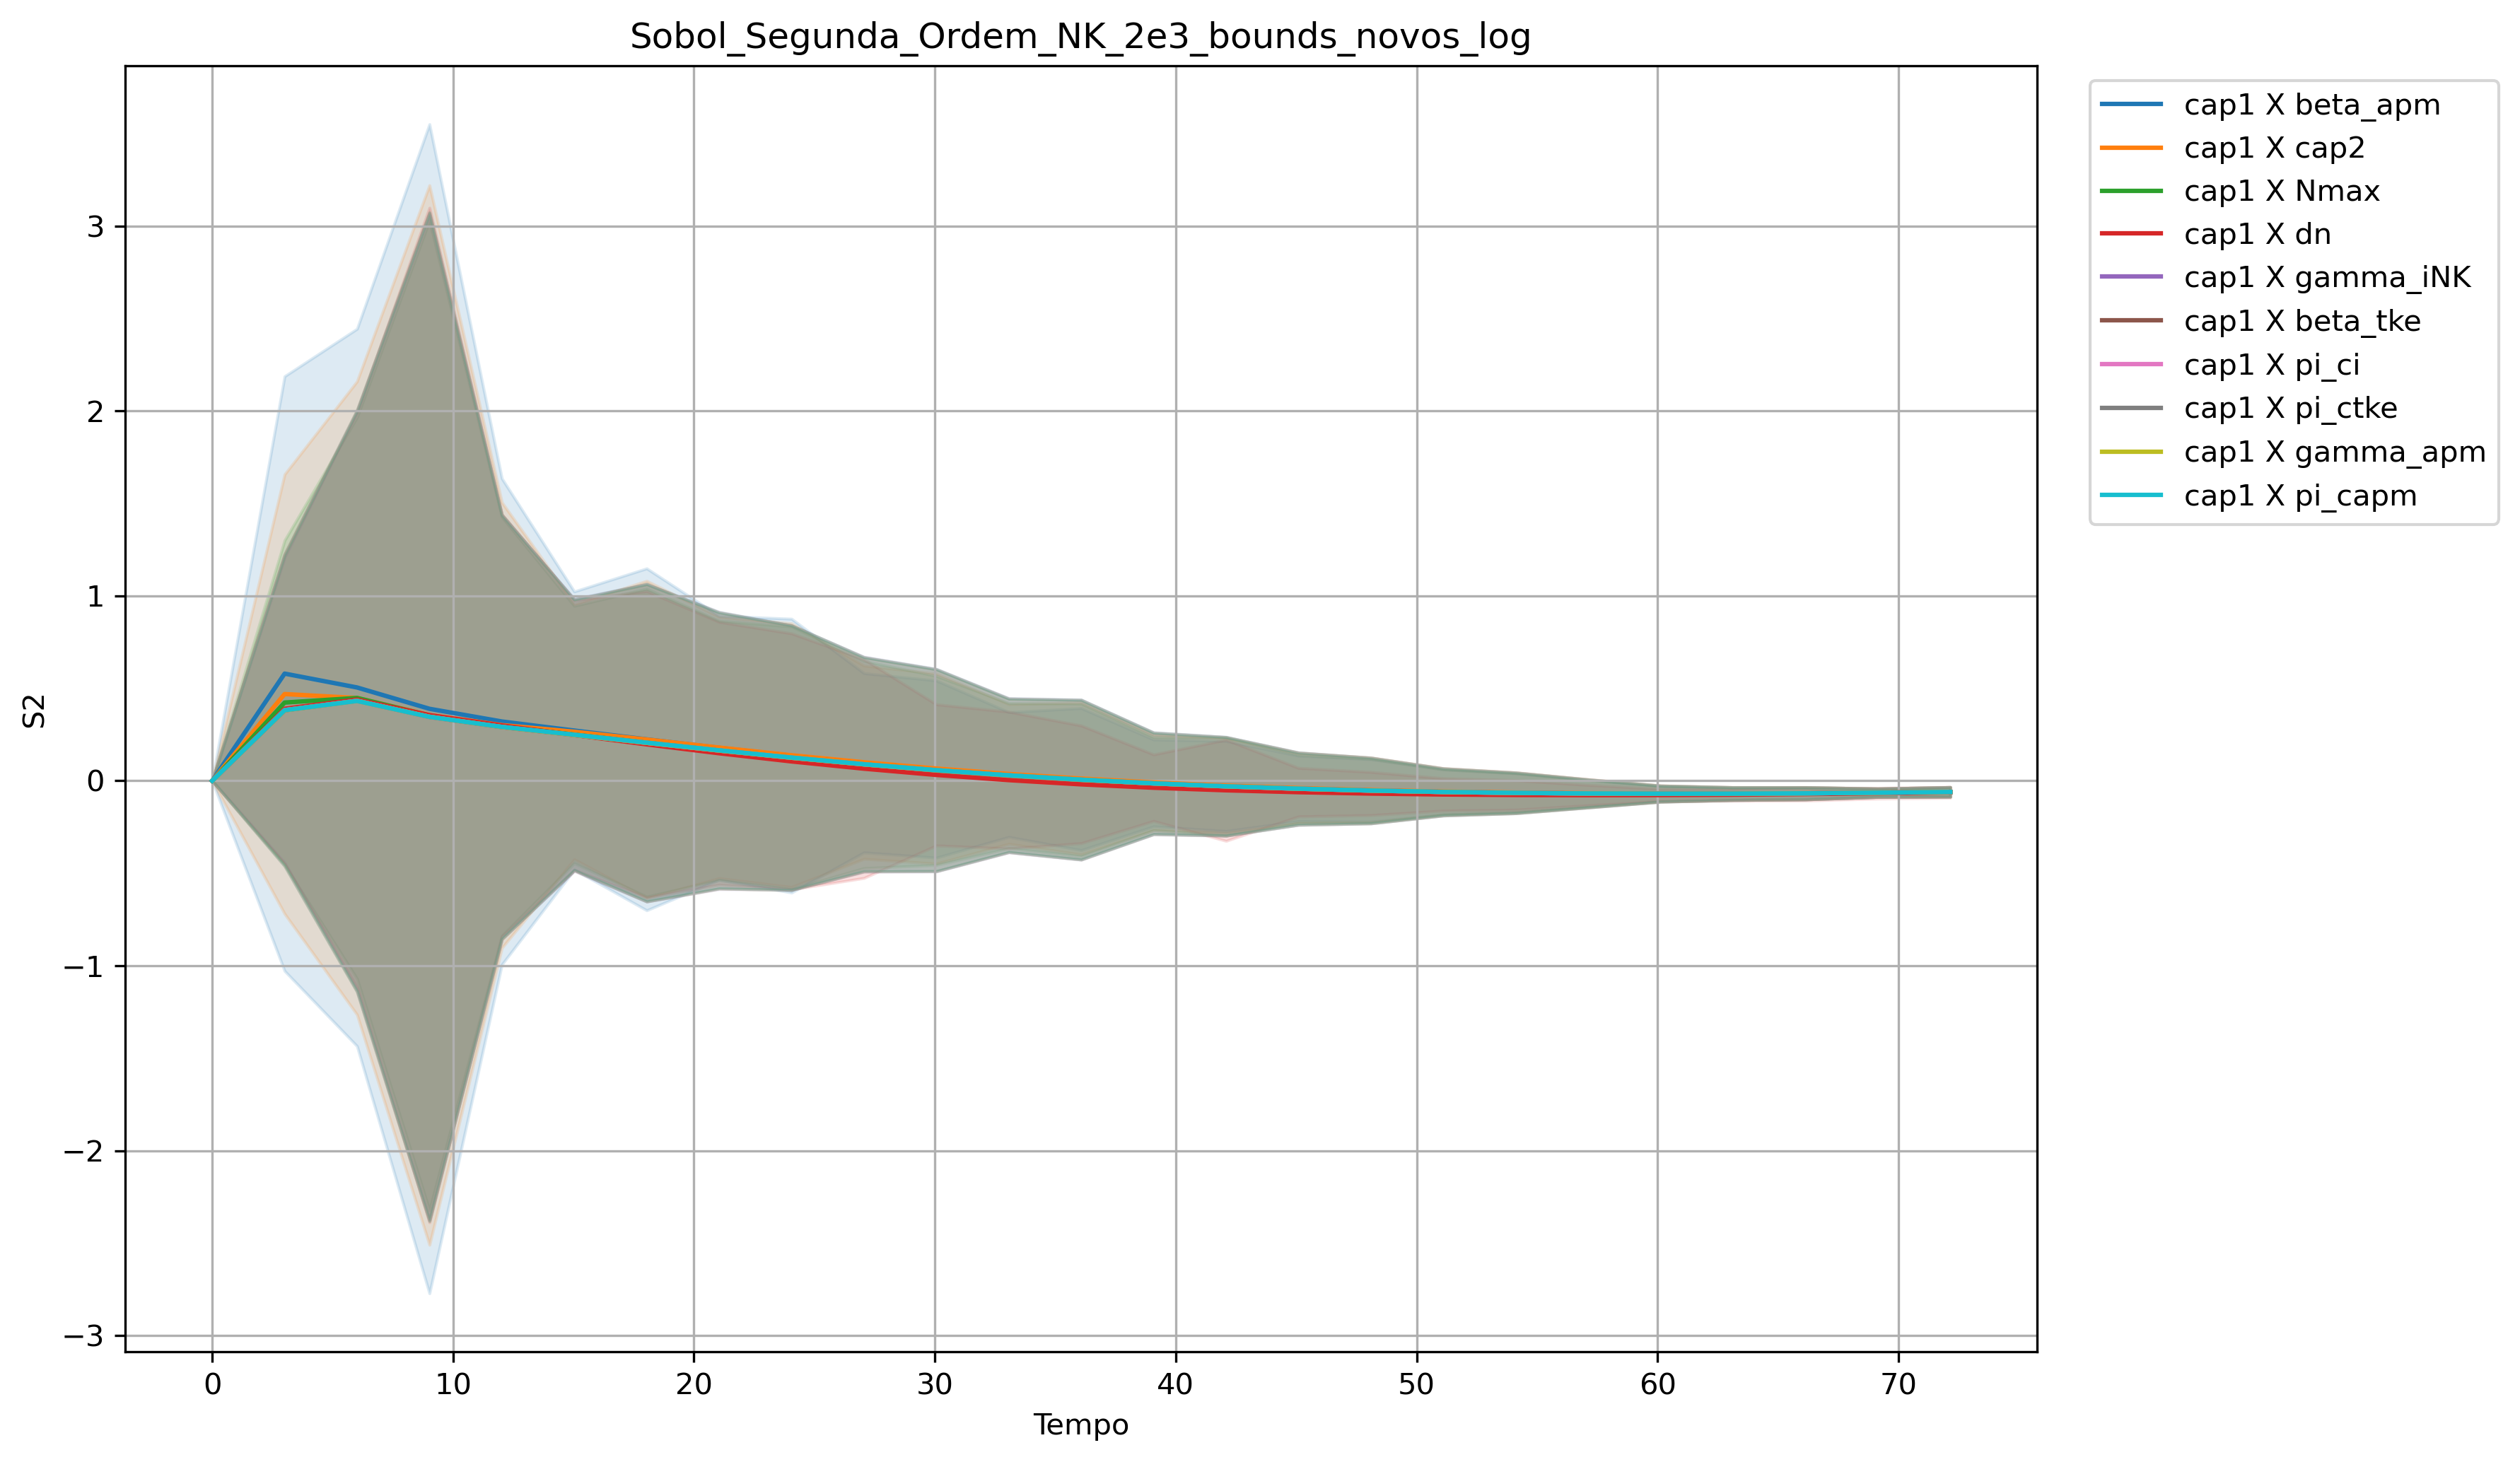 Sobol_Segunda_Ordem_NK_2e3_bounds_novos_log
cap1 X beta_apm
cap1 X cap2
cap1 X Nmax
cap1 X dn
cap1 X gamma_iNK
cap1 X beta_tke
cap1 X pi_ci
cap1 X pi_ctke
cap1 X gamma_apm
cap1 X pi_capm
3
2
1
0
−1
−2
−3
S2
0 10 20 30 40 50 60 70
Tempo